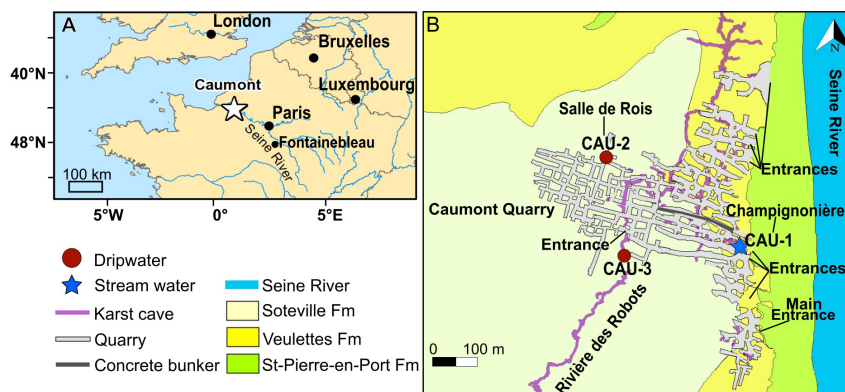 A
London
Bruxelles
40°N
Luxembourg
Caumont
Paris
Seine River
Fontainebleau
48°N
100 km
5°W
0°
5°E
Dripwater
Stream water
Karst cave
Quarry
Concrete bunker
Seine River
Soteville Fm
Veulettes Fm
St-Pierre-en-Port Fm
B
N
Seine River
Salle de Rois
CAU-2
Entrances
Caumont Quarry
Champignonière
CAU-1
Entrance
CAU-3
Entrances
Main
Entrance
Rivière des Robots
0
100 m